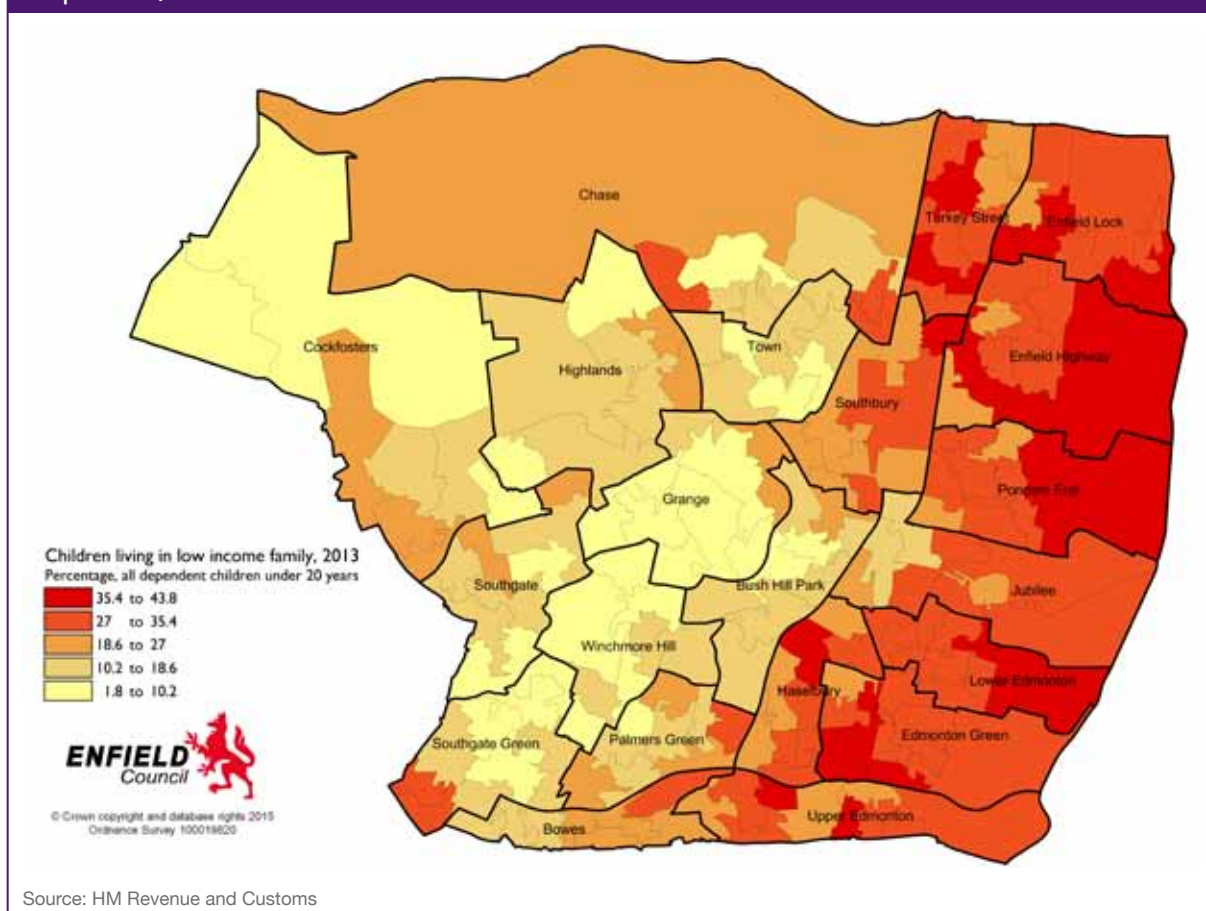 Chase
Turkey Street
Enfield Lock
Cockfosters
Highlands
Town
Enfield Highway
Southbury
Grange
Ponders End
Southgate
Bush Hill Park
Jubilee
Winchmore Hill
Haselbury
Lower Edmonton
Southgate Green
Palmers Green
Edmonton Green
Bowes
Upper Edmonton
Children living in low income family, 2013
Percentage, all dependent children under 20 years
35.4 to 43.8
27 to 35.4
18.6 to 27
10.2 to 18.6
1.8 to 10.2
ENFIELD
Council
© Crown copyright and database rights 2015
Ordnance Survey 100019820
Source: HM Revenue and Customs